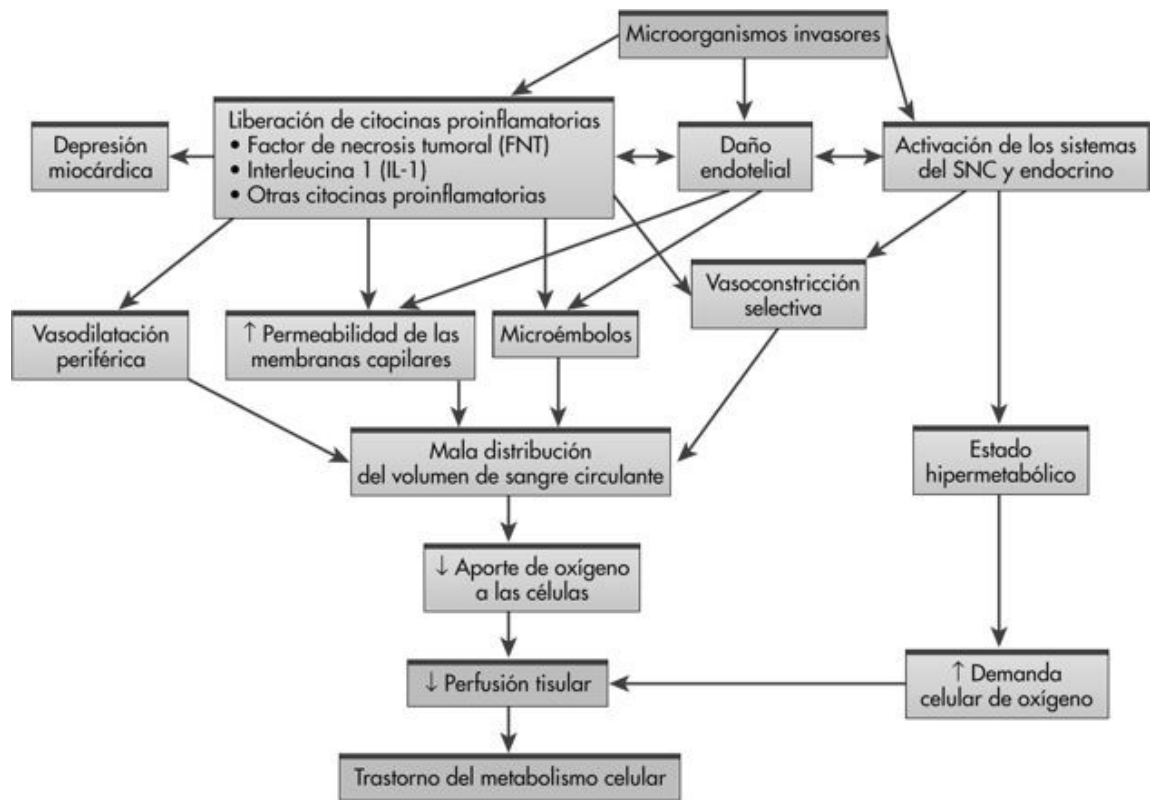 Microorganismos invasores
Liberación de citocinas proinflamatorias
• Factor de necrosis tumoral (FNT)
• Interleucina 1 (IL-1)
• Otras citocinas proinflamatorias
Depresión
miocárdica
Daño
endotelial
Activación de los sistemas
del SNC y endocrino
Vasoconstricción
selectiva
Vasodilatación
periférica
↑ Permeabilidad de las
membranas capilares
Microémbolos
Mala distribución
del volumen de sangre circulante
Estado
hipermetabólico
↓ Aporte de oxígeno
a las células
↓ Perfusión tisular
↑ Demanda
celular de oxígeno
Trastorno del metabolismo celular